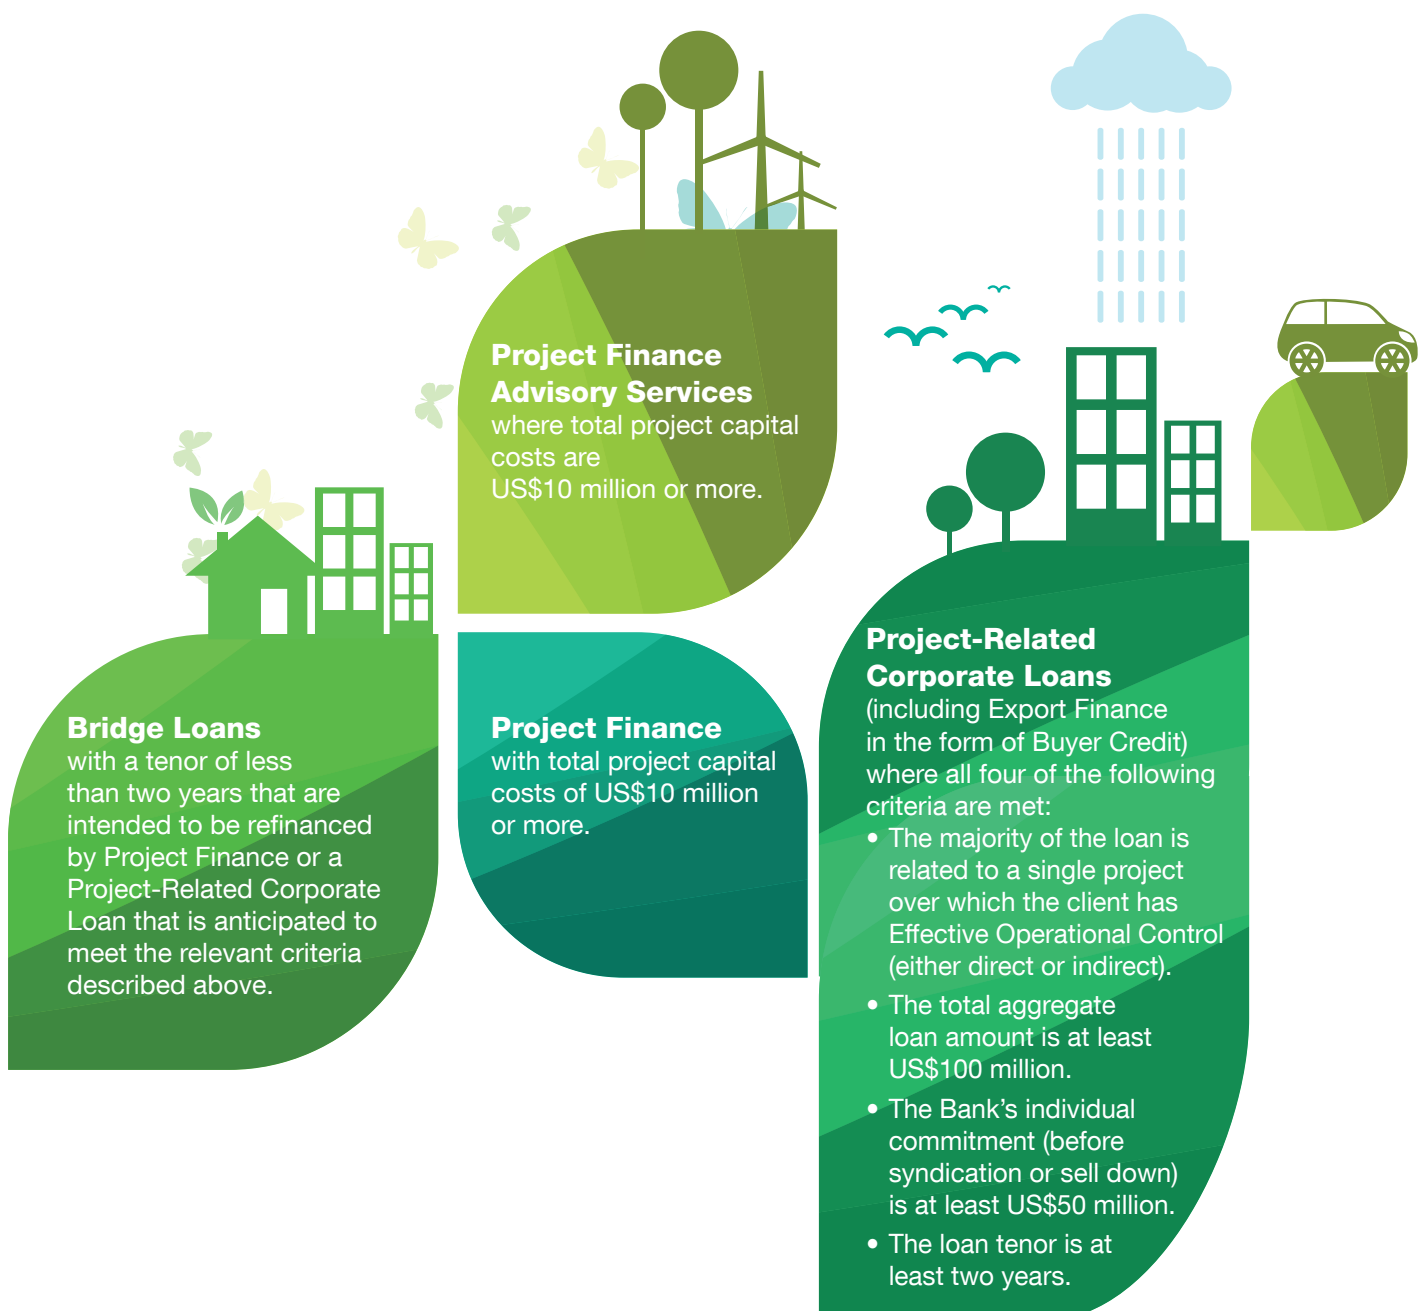 Project Finance
Advisory Services
where total project capital
costs are
US$10 million or more.
Bridge Loans
with a tenor of less
than two years that are
intended to be refinanced
by Project Finance or a
Project-Related Corporate
Loan that is anticipated to
meet the relevant criteria
described above.
Project Finance
with total project capital
costs of US$10 million
or more.
Project-Related
Corporate Loans
(including Export Finance
in the form of Buyer Credit)
where all four of the following
criteria are met:
• The majority of the loan is
related to a single project
over which the client has
Effective Operational Control
(either direct or indirect).
• The total aggregate
loan amount is at least
US$100 million.
• The Bank’s individual
commitment (before
syndication or sell down)
is at least US$50 million.
• The loan tenor is at
least two years.